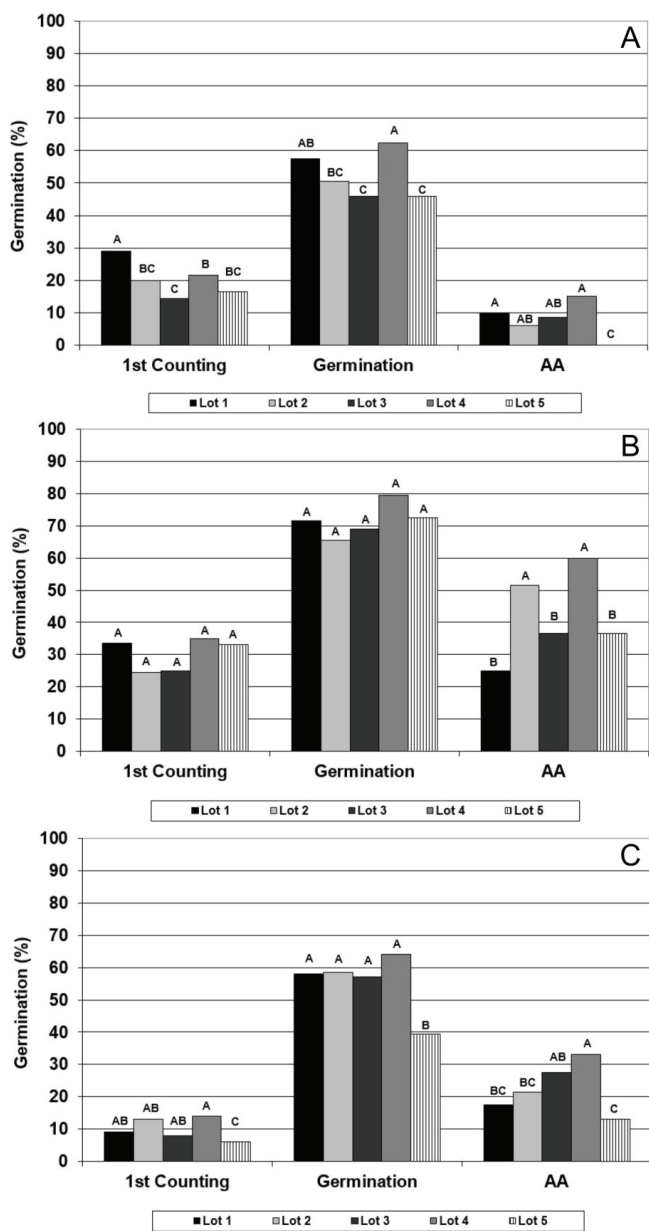 A
Germination (%)
100
90
80
70
60
50
40
30
20
10
0
A BC C B BC
AB BC C A C
A AB AB A C
1st Counting Germination AA
Lot 1 Lot 2 Lot 3 Lot 4 Lot 5
B
Germination (%)
100
90
80
70
60
50
40
30
20
10
0
A A A A A
A A A A A
B A B A B
1st Counting Germination AA
Lot 1 Lot 2 Lot 3 Lot 4 Lot 5
C
Germination (%)
100
90
80
70
60
50
40
30
20
10
0
AB AB AB A C
A A A A B
BC BC AB A C
1st Counting Germination AA
Lot 1 Lot 2 Lot 3 Lot 4 Lot 5